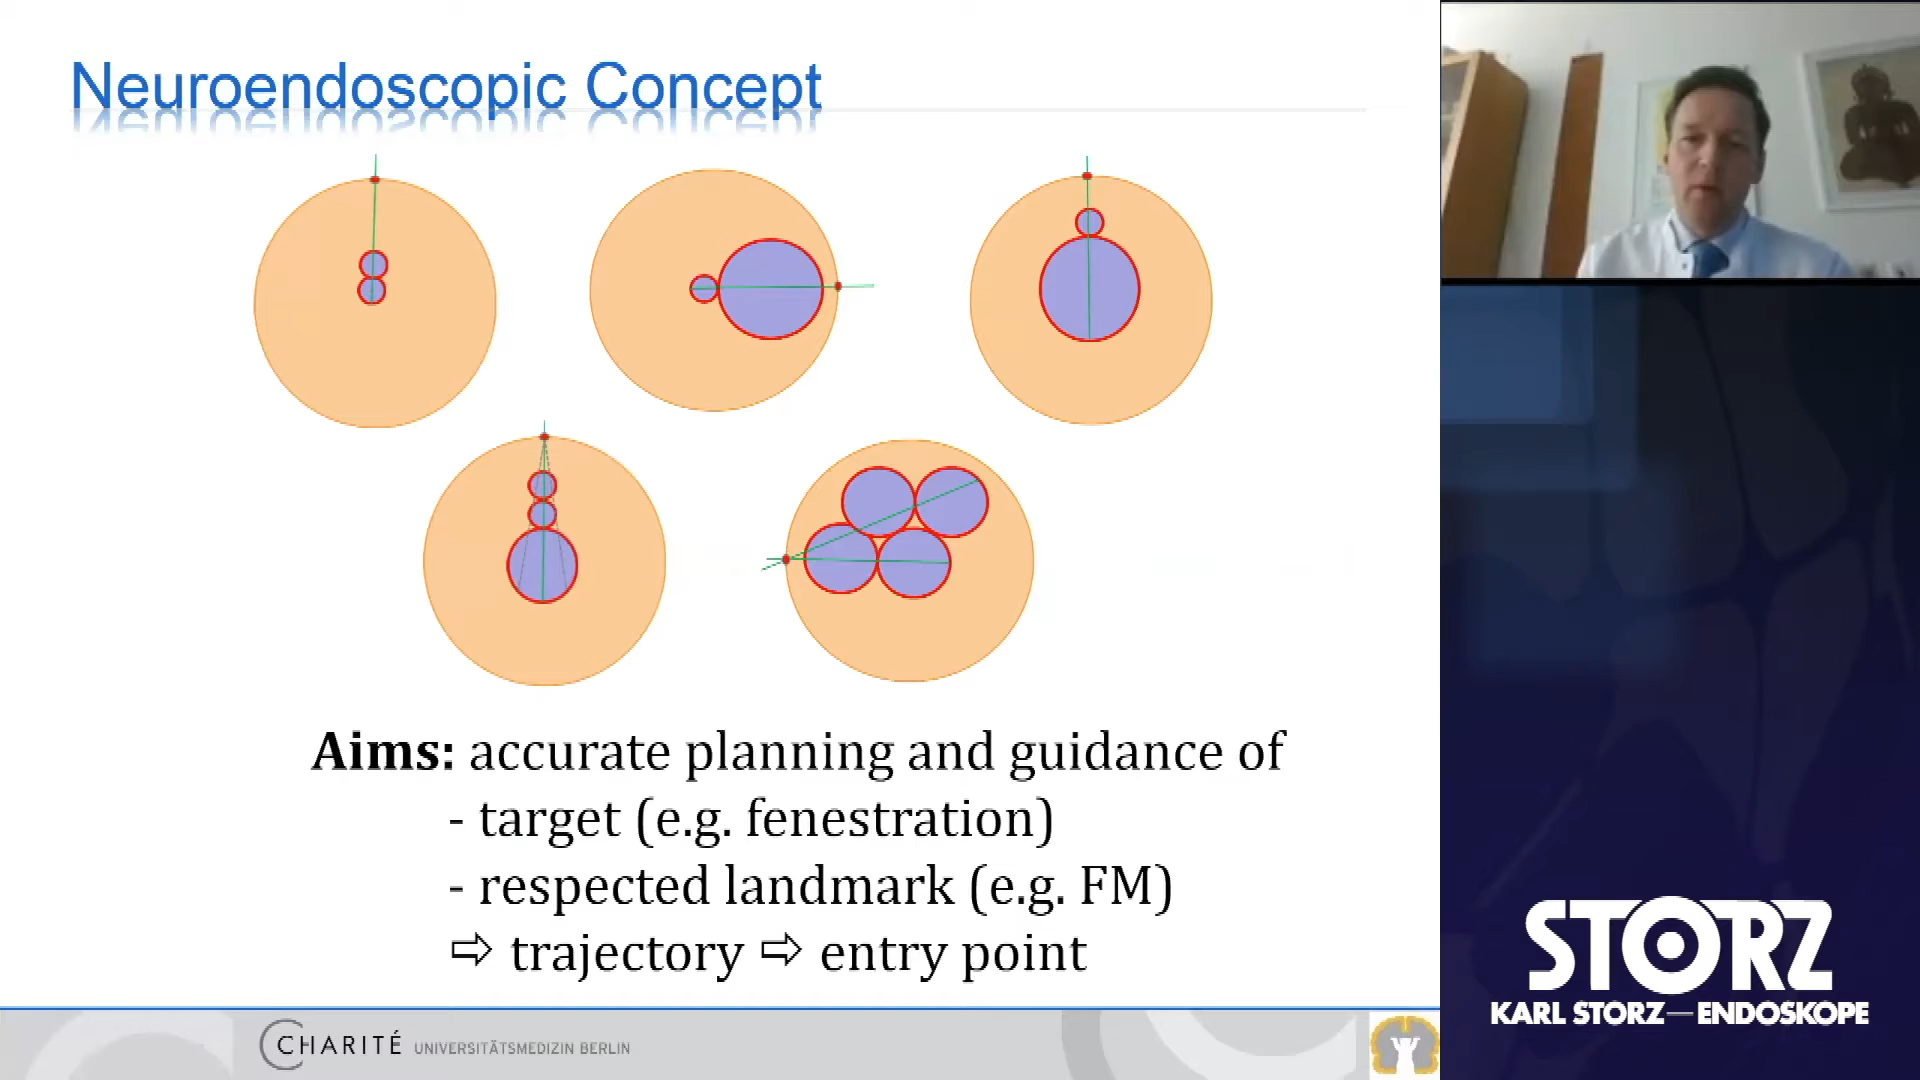 Neuroendoscopic Concept
Aims: accurate planning and guidance of
- target (e.g. fenestration)
- respected landmark (e.g. FM)
⇨ trajectory ⇨ entry point
CHARITÉ UNIVERSITÄTSMEDIZIN BERLIN
STORZ
KARL STORZ—ENDOSKOPE